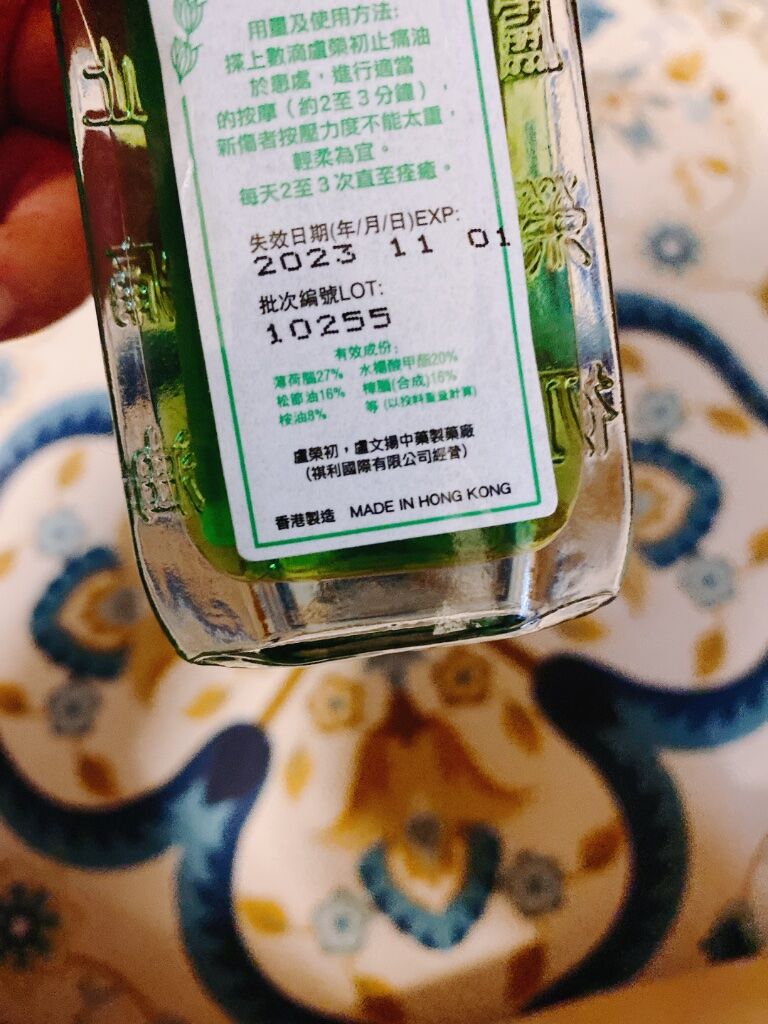 用量及使用方法:
搽上數滴盧榮初止痛油
於患處，進行適當
的按摩（約2至3分鐘），
新傷者按壓力度不能太重，
輕柔為宜。
每天2至3次直至痊癒。
失效日期(年/月/日)EXP:
2023 11 01
批次編號LOT:
10255
有效成份:
薄荷腦27% 水楊酸甲酯20%
松節油16% 樟腦(合成)16%
桉油8% 等 (以投料重量計算)
盧榮初，盧文揚中藥製藥廠
(祺利國際有限公司經營)
香港製造 MADE IN HONG KONG